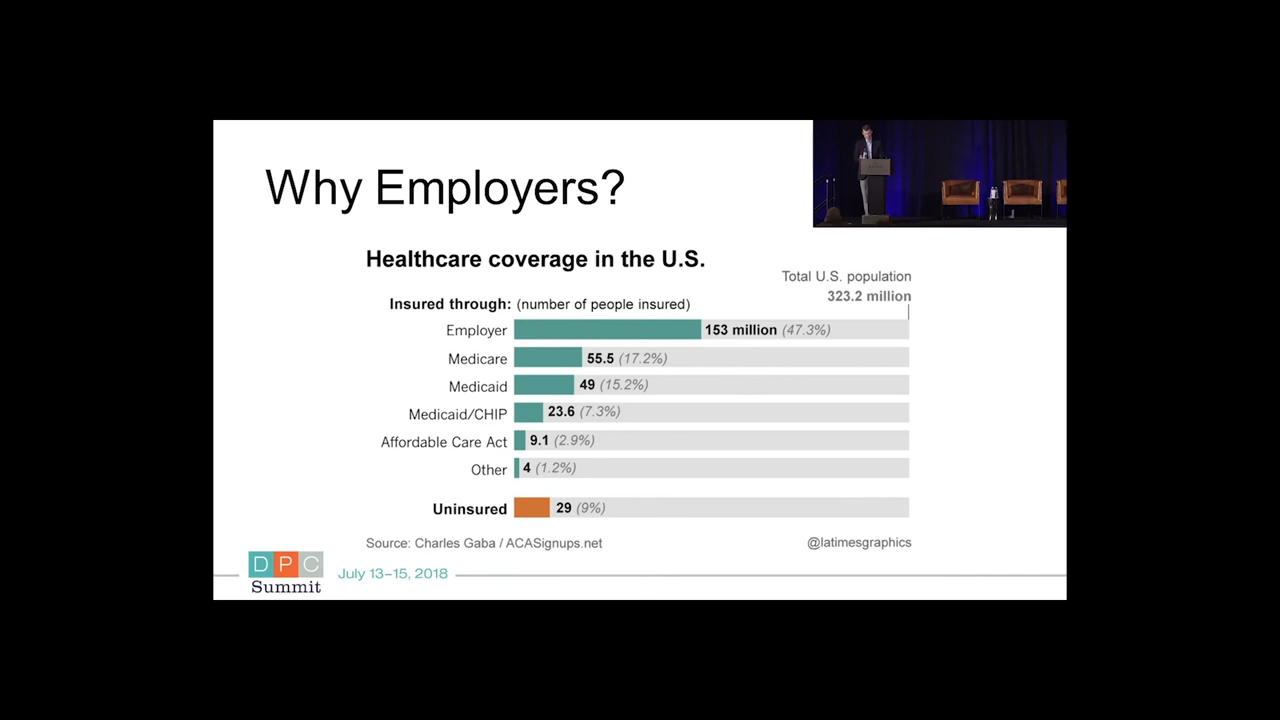 Why Employers?
Healthcare coverage in the U.S.
Total U.S. population
323.2 million
Insured through: (number of people insured)
Employer 153 million (47.3%)
Medicare 55.5 (17.2%)
Medicaid 49 (15.2%)
Medicaid/CHIP 23.6 (7.3%)
Affordable Care Act 9.1 (2.9%)
Other 4 (1.2%)
Uninsured 29 (9%)
Source: Charles Gaba / ACASignups.net @latimesgraphics
DPC
Summit
July 13–15, 2018